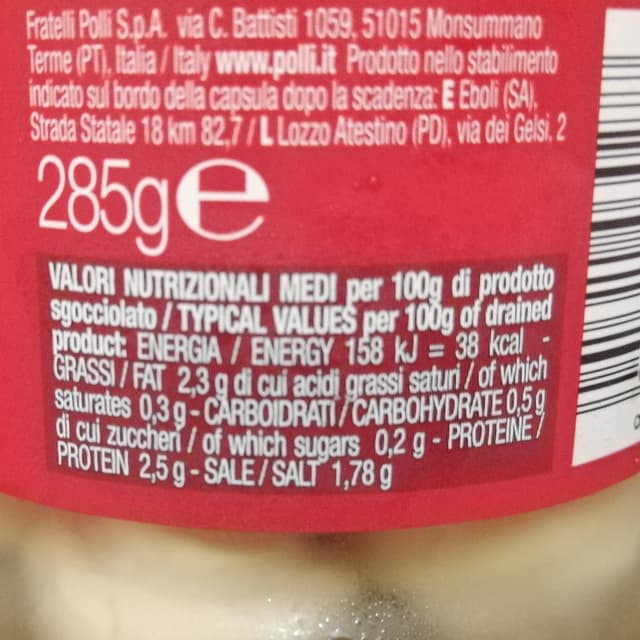 Fratelli Polli S.p.A. via C. Battisti 1059, 51015 Monsummano
Terme (PT), Italia / Italy www.polli.it Prodotto nello stabilimento
indicato sul bordo della capsula dopo la scadenza: E Eboli (SA),
Strada Statale 18 km 82,7 / L Lozzo Atestino (PD), via dei Gelsi, 2
285g e
VALORI NUTRIZIONALI MEDI per 100g di prodotto
sgocciolato / TYPICAL VALUES per 100g of drained
product: ENERGIA / ENERGY 158 kJ = 38 kcal -
GRASSI / FAT 2,3 g di cui acidi grassi saturi / of which
saturates 0,3 g - CARBOIDRATI / CARBOHYDRATE 0,5 g
di cui zuccheri / of which sugars 0,2 g - PROTEINE /
PROTEIN 2,5 g - SALE / SALT 1,78 g